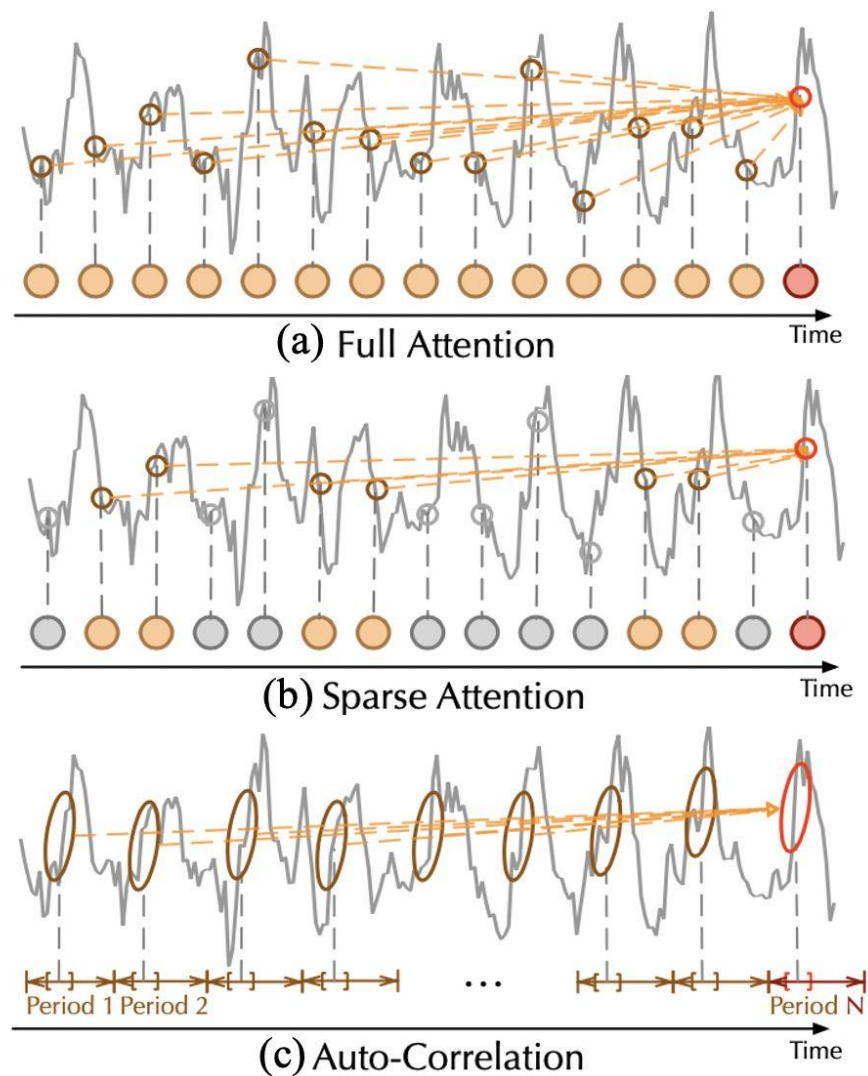 Time
(a) Full Attention
Time
(b) Sparse Attention
...
Period 1 Period 2 Period N
Time
(c) Auto-Correlation